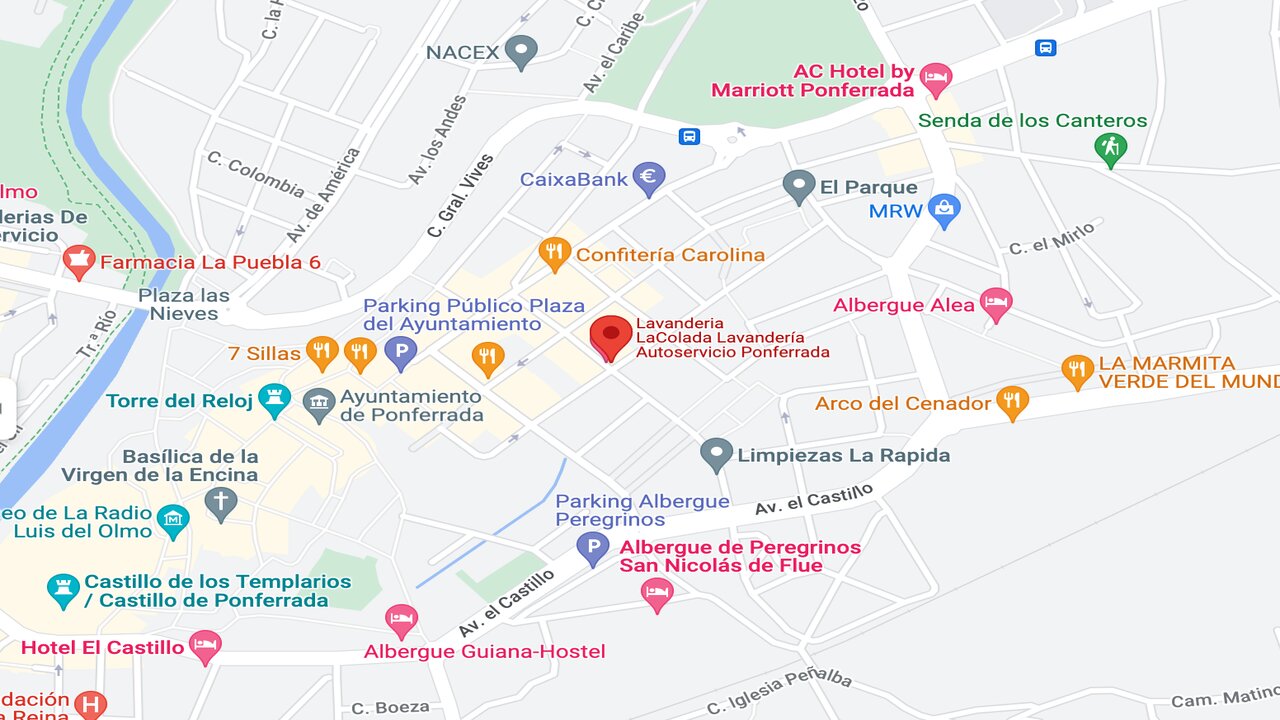 C. la H
C. C
zo
NACEX
Av. el Caribe
AC Hotel by
Marriott Ponferrada
Av. los Andes
Senda de los Canteros
C. Colombia
Av. de América
C. Gral. Vives
CaixaBank
El Parque
MRW
lmo
lerias De
ervicio
C. el Mirlo
Farmacia La Puebla 6
Confitería Carolina
Plaza las
Nieves
Tr.ª Río
Parking Público Plaza
del Ayuntamiento
Albergue Alea
Lavanderia
LaColada Lavandería
Autoservicio Ponferrada
7 Sillas
P
LA MARMITA
VERDE DEL MUND
Torre del Reloj
Ayuntamiento
de Ponferrada
Arco del Cenador
Basílica de la
Virgen de la Encina
Limpiezas La Rapida
Av. el Castillo
Parking Albergue
Peregrinos
P
eo de La Radio
Luis del Olmo
Albergue de Peregrinos
San Nicolás de Flue
Castillo de los Templarios
/ Castillo de Ponferrada
Av. el Castillo
Hotel El Castillo
Albergue Guiana-Hostel
C. Iglesia Peñalba
Cam. Matino
dación
a Reina
H
C. Boeza